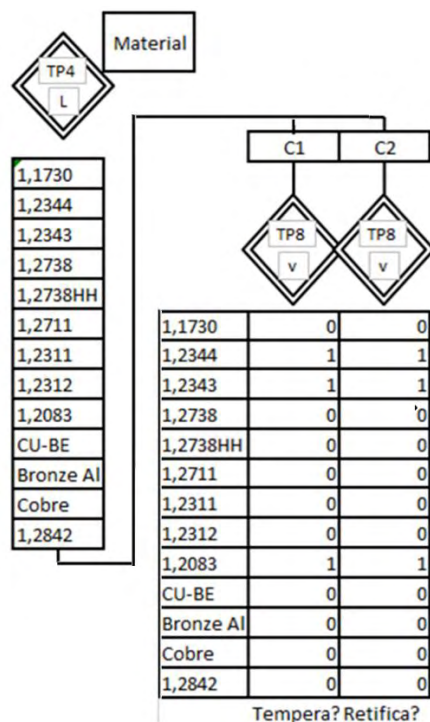 Material
TP4
L
1,1730
1,2344
1,2343
1,2738
1,2738HH
1,2711
1,2311
1,2312
1,2083
CU-BE
Bronze Al
Cobre
1,2842
C1 C2
TP8 TP8
v v
1,1730 0 0
1,2344 1 1
1,2343 1 1
1,2738 0 0
1,2738HH 0 0
1,2711 0 0
1,2311 0 0
1,2312 0 0
1,2083 1 1
CU-BE 0 0
Bronze Al 0 0
Cobre 0 0
1,2842 0 0
Tempera? Retifica?